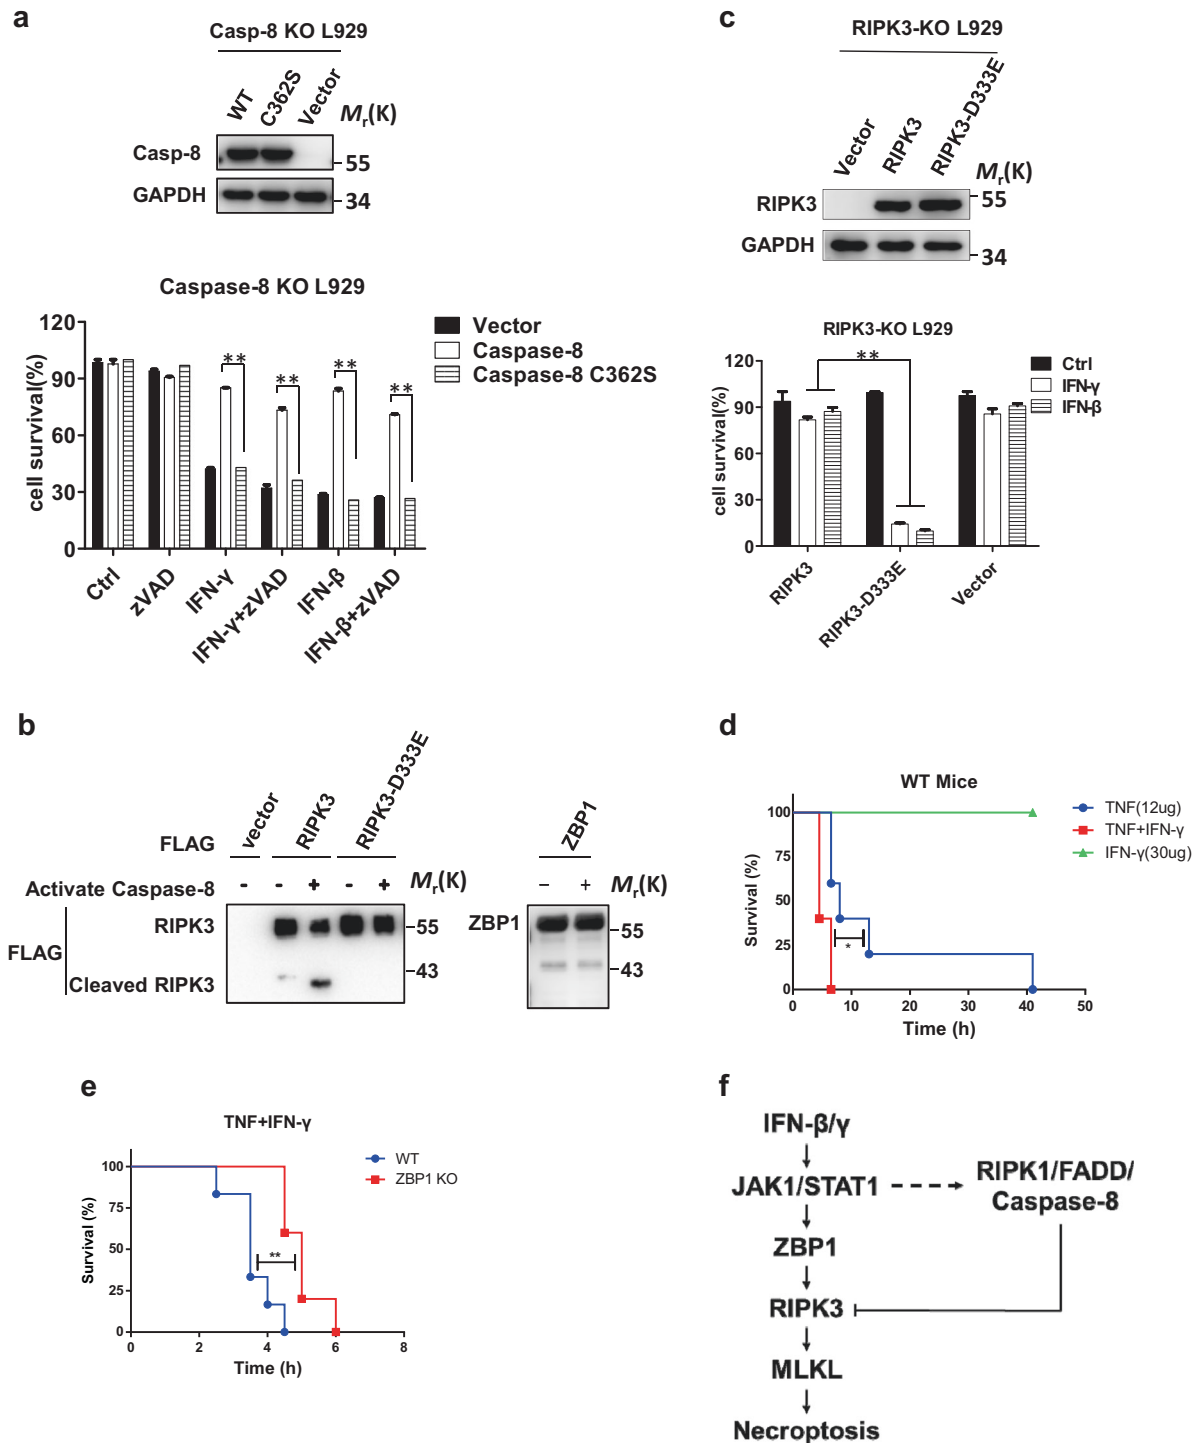 a
Casp-8 KO L929
WT
C362S
Vector
Mr(K)
Casp-8
55
GAPDH
34
Caspase-8 KO L929
120
90
60
30
0
cell survival(%)
Vector
Caspase-8
Caspase-8 C362S
**
**
**
**
Ctrl
zVAD
IFN-γ
IFN-γ+zVAD
IFN-β
IFN-β+zVAD
c
RIPK3-KO L929
Vector
RIPK3
RIPK3-D333E
Mr(K)
RIPK3
55
GAPDH
34
RIPK3-KO L929
120
90
60
30
0
cell survival(%)
**
Ctrl
IFN-γ
IFN-β
RIPK3
RIPK3-D333E
Vector
b
FLAG
vector
RIPK3
RIPK3-D333E
Activate Caspase-8
- - + - +
Mr(K)
FLAG
RIPK3
55
43
Cleaved RIPK3
ZBP1
− +
Mr(K)
ZBP1
55
43
d
WT Mice
100
75
50
25
0
Survival (%)
*
0 10 20 30 40 50
Time (h)
TNF(12ug)
TNF+IFN-γ
IFN-γ(30ug)
e
TNF+IFN-γ
100
75
50
25
0
Survival (%)
**
0 2 4 6 8
Time (h)
WT
ZBP1 KO
f
IFN-β/γ
JAK1/STAT1
RIPK1/FADD/
Caspase-8
ZBP1
RIPK3
MLKL
Necroptosis